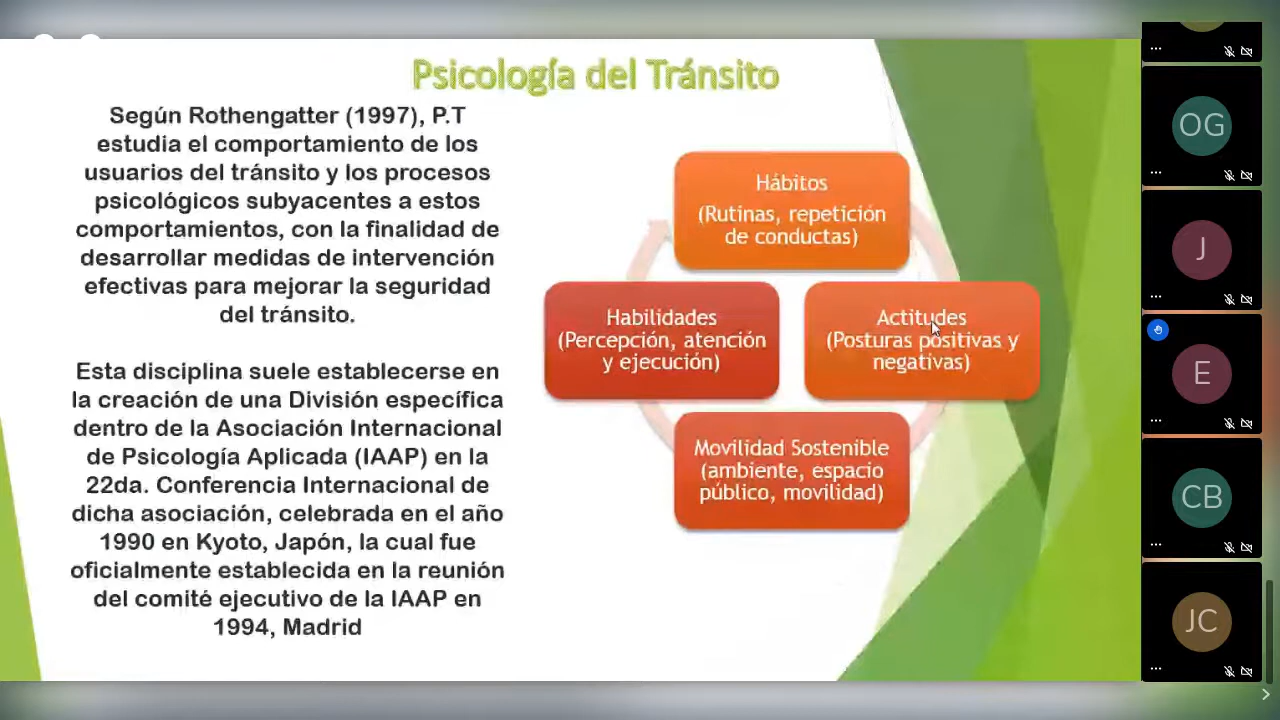 Psicología del Tránsito
Según Rothengatter (1997), P.T
estudia el comportamiento de los
usuarios del tránsito y los procesos
psicológicos subyacentes a estos
comportamientos, con la finalidad de
desarrollar medidas de intervención
efectivas para mejorar la seguridad
del tránsito.
Esta disciplina suele establecerse en
la creación de una División específica
dentro de la Asociación Internacional
de Psicología Aplicada (IAAP) en la
22da. Conferencia Internacional de
dicha asociación, celebrada en el año
1990 en Kyoto, Japón, la cual fue
oficialmente establecida en la reunión
del comité ejecutivo de la IAAP en
1994, Madrid
Hábitos
(Rutinas, repetición
de conductas)
Habilidades
(Percepción, atención
y ejecución)
Actitudes
(Posturas positivas y
negativas)
Movilidad Sostenible
(ambiente, espacio
público, movilidad)
OG
J
E
CB
JC